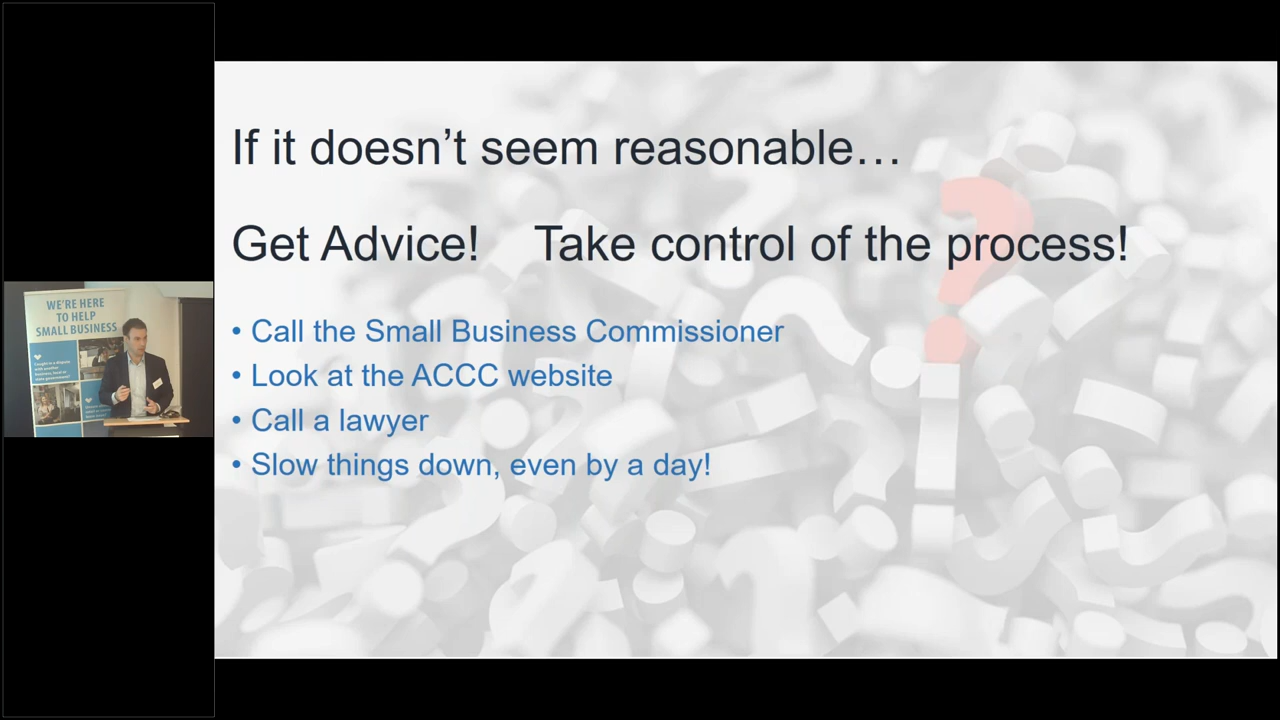 If it doesn’t seem reasonable…
Get Advice! Take control of the process!
• Call the Small Business Commissioner
• Look at the ACCC website
• Call a lawyer
• Slow things down, even by a day!
WE'RE HERE
TO HELP
SMALL BUSINESS